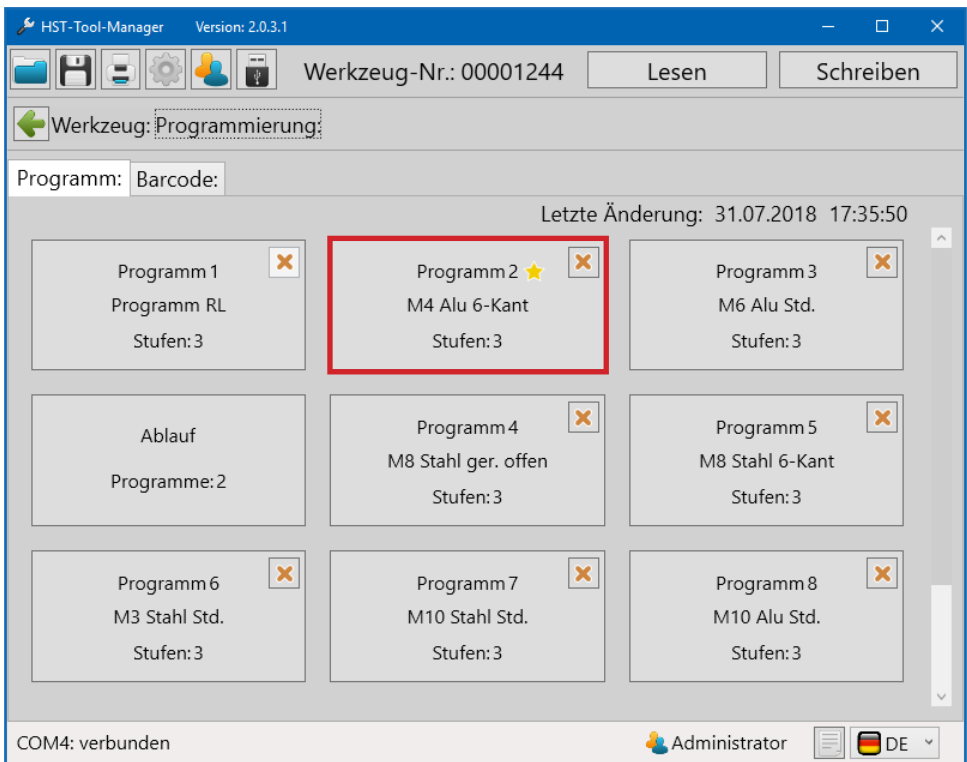 HST-Tool-Manager Version: 2.0.3.1
Werkzeug-Nr.: 00001244 Lesen Schreiben
Werkzeug: Programmierung:
Programm: Barcode:
Letzte Änderung: 31.07.2018 17:35:50
Programm 1
Programm RL
Stufen: 3
Programm 2
M4 Alu 6-Kant
Stufen: 3
Programm 3
M6 Alu Std.
Stufen: 3
Ablauf
Programme: 2
Programm 4
M8 Stahl ger. offen
Stufen: 3
Programm 5
M8 Stahl 6-Kant
Stufen: 3
Programm 6
M3 Stahl Std.
Stufen: 3
Programm 7
M10 Stahl Std.
Stufen: 3
Programm 8
M10 Alu Std.
Stufen: 3
COM4: verbunden Administrator DE